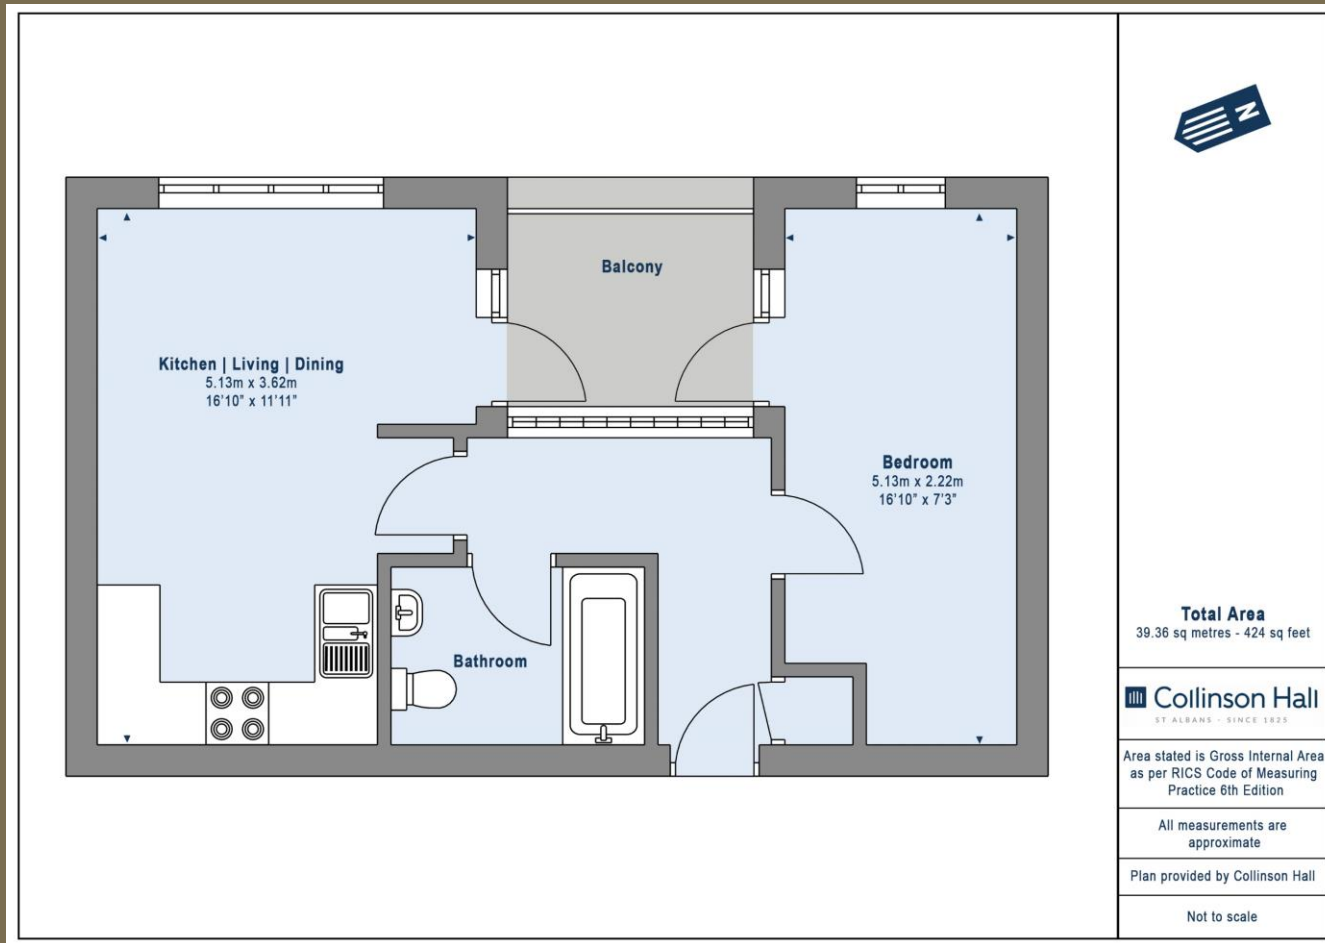 N
Balcony
Kitchen | Living | Dining
5.13m x 3.62m
16'10" x 11'11"
Bedroom
5.13m x 2.22m
16'10" x 7'3"
Bathroom
Total Area
39.36 sq metres - 424 sq feet
Collinson Hall
ST ALBANS - SINCE 1825
Area stated is Gross Internal Area
as per RICS Code of Measuring
Practice 6th Edition
All measurements are
approximate
Plan provided by Collinson Hall
Not to scale